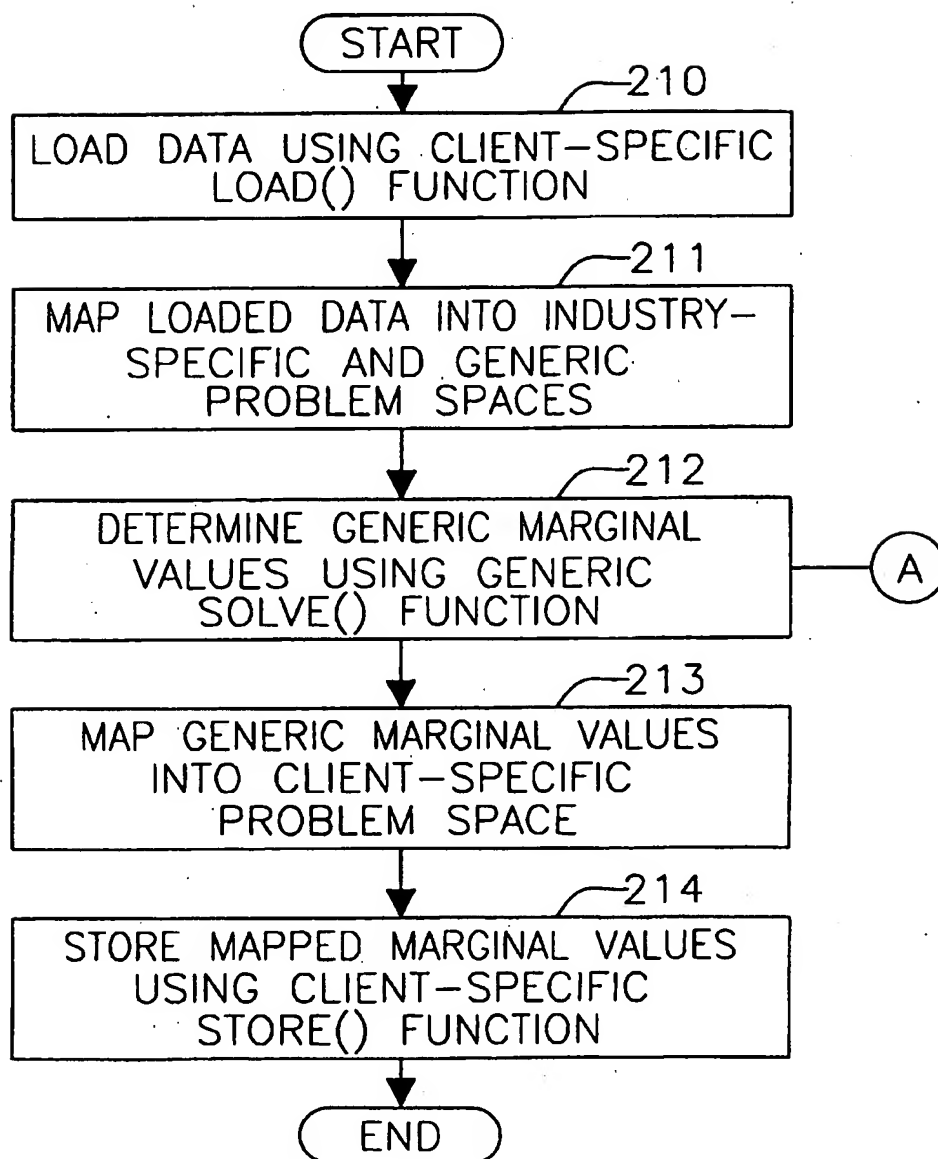 START
210
LOAD DATA USING CLIENT-SPECIFIC
LOAD() FUNCTION
211
MAP LOADED DATA INTO INDUSTRY-
SPECIFIC AND GENERIC
PROBLEM SPACES
212
DETERMINE GENERIC MARGINAL
VALUES USING GENERIC
SOLVE() FUNCTION
A
213
MAP GENERIC MARGINAL VALUES
INTO CLIENT-SPECIFIC
PROBLEM SPACE
214
STORE MAPPED MARGINAL VALUES
USING CLIENT-SPECIFIC
STORE() FUNCTION
END